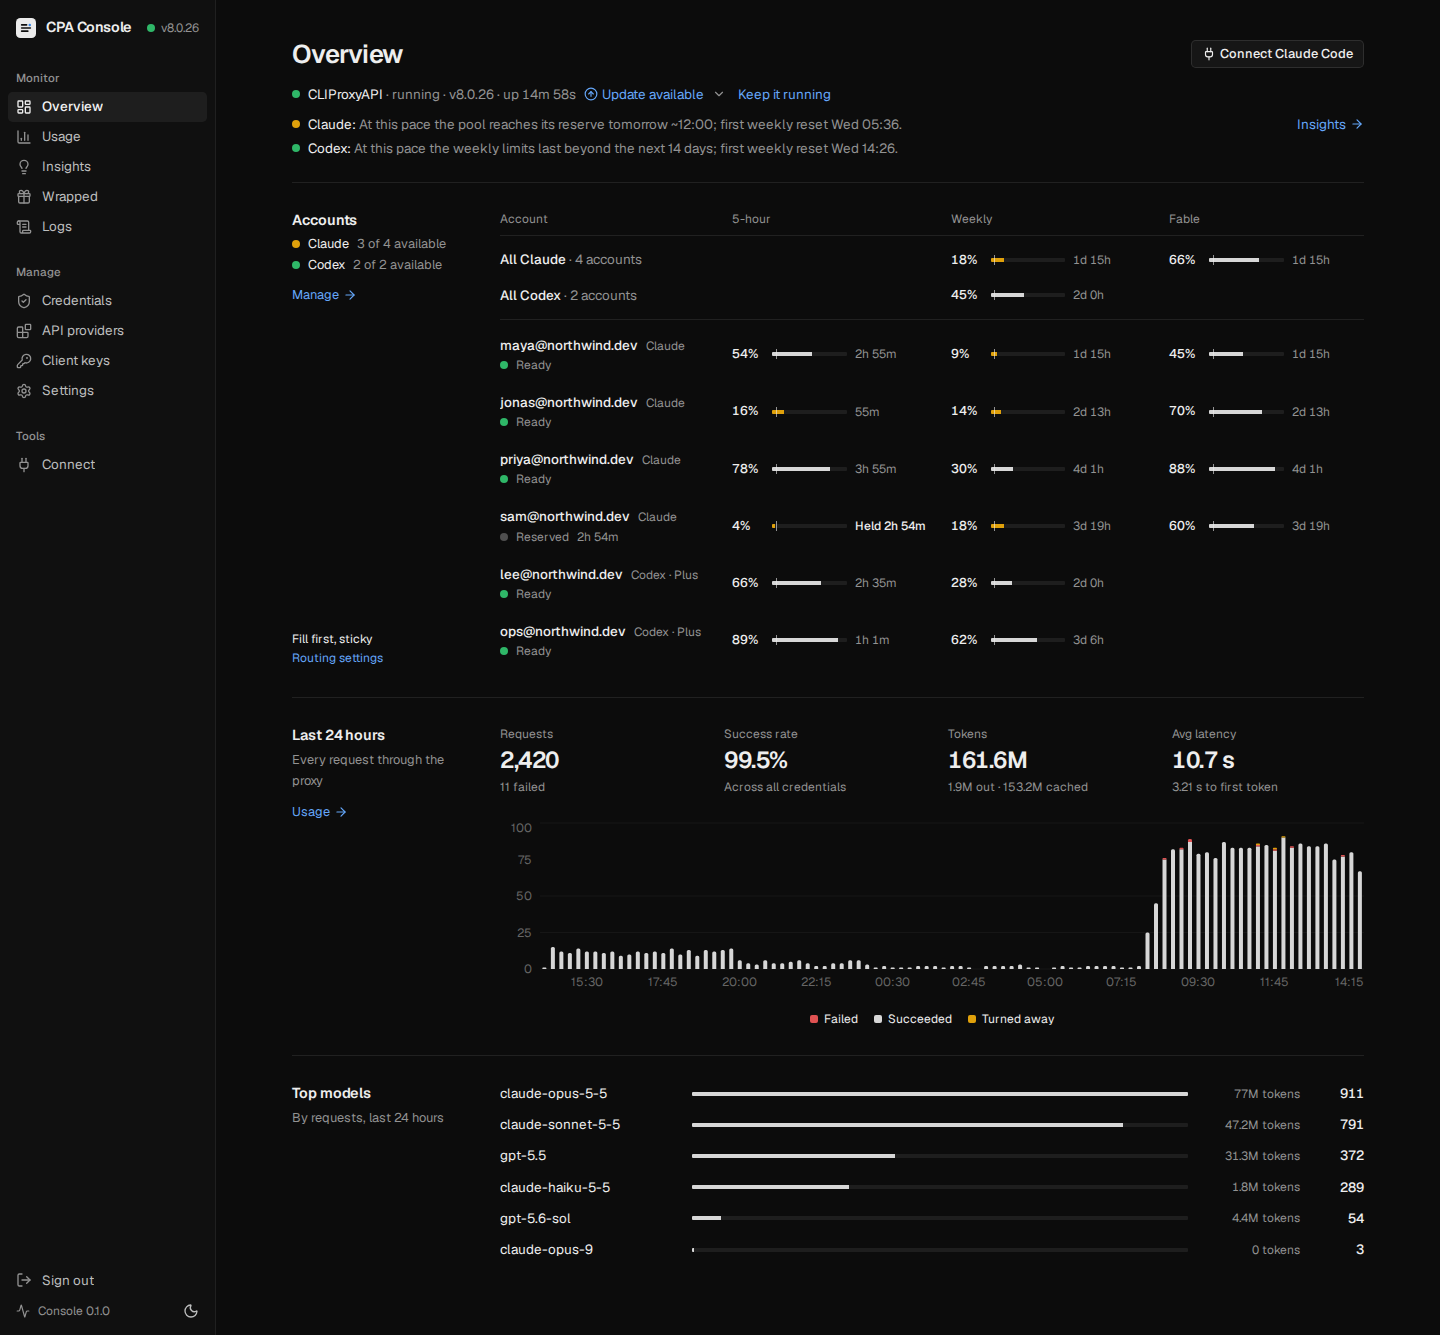 CPA Console v8.0.26
Monitor
Overview
Usage
Insights
Wrapped
Logs
Manage
Credentials
API providers
Client keys
Settings
Tools
Connect
Sign out
Console 0.1.0
Overview
Connect Claude Code
CLIProxyAPI · running · v8.0.26 · up 14m 58s Update available Keep it running
Claude: At this pace the pool reaches its reserve tomorrow ~12:00; first weekly reset Wed 05:36.
Insights
Codex: At this pace the weekly limits last beyond the next 14 days; first weekly reset Wed 14:26.
Accounts
Claude 3 of 4 available
Codex 2 of 2 available
Manage
Fill first, sticky
Routing settings
Account 5-hour Weekly Fable
All Claude · 4 accounts 18% 1d 15h 66% 1d 15h
All Codex · 2 accounts 45% 2d 0h
maya@northwind.dev Claude 54% 2h 55m 9% 1d 15h 45% 1d 15h
Ready
jonas@northwind.dev Claude 16% 55m 14% 2d 13h 70% 2d 13h
Ready
priya@northwind.dev Claude 78% 3h 55m 30% 4d 1h 88% 4d 1h
Ready
sam@northwind.dev Claude 4% Held 2h 54m 18% 3d 19h 60% 3d 19h
Reserved 2h 54m
lee@northwind.dev Codex · Plus 66% 2h 35m 28% 2d 0h
Ready
ops@northwind.dev Codex · Plus 89% 1h 1m 62% 3d 6h
Ready
Last 24 hours
Every request through the
proxy
Usage
Requests Success rate Tokens Avg latency
2,420 99.5% 161.6M 10.7 s
11 failed Across all credentials 1.9M out · 153.2M cached 3.21 s to first token
100
75
50
25
0
15:30 17:45 20:00 22:15 00:30 02:45 05:00 07:15 09:30 11:45 14:15
Failed Succeeded Turned away
Top models
By requests, last 24 hours
claude-opus-5-5 77M tokens 911
claude-sonnet-5-5 47.2M tokens 791
gpt-5.5 31.3M tokens 372
claude-haiku-5-5 1.8M tokens 289
gpt-5.6-sol 4.4M tokens 54
claude-opus-9 0 tokens 3